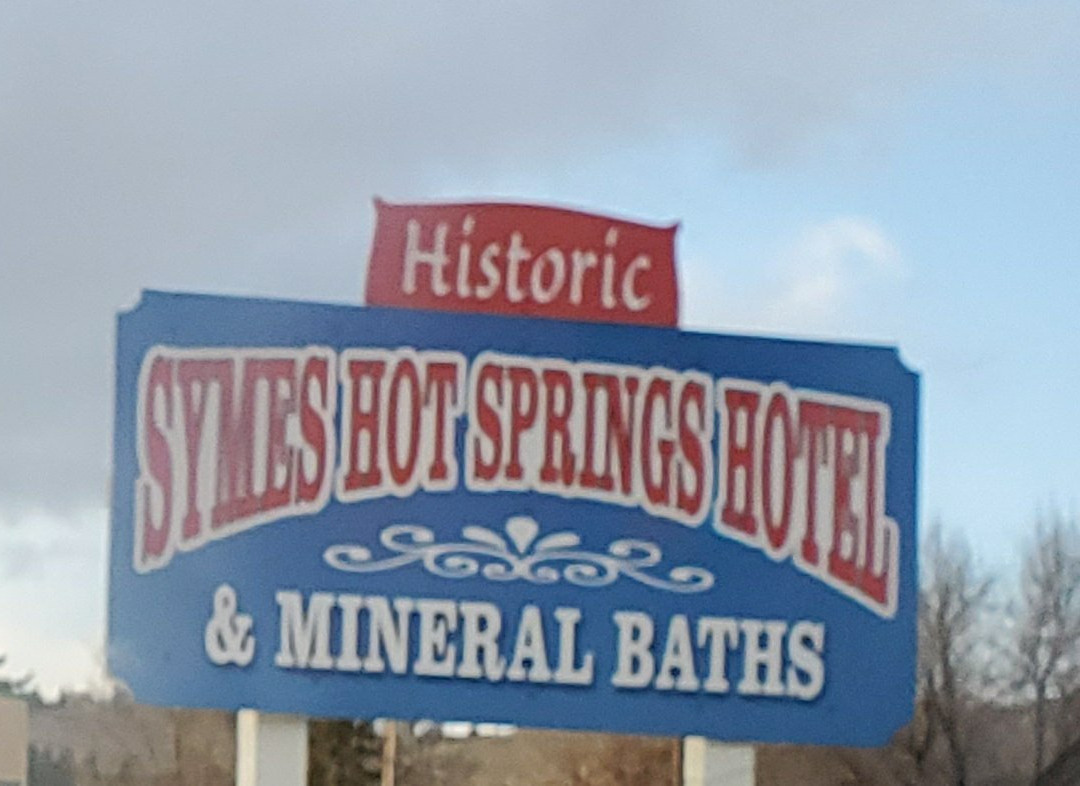 Historic
SYMES HOT SPRINGS HOTEL
& MINERAL BATHS